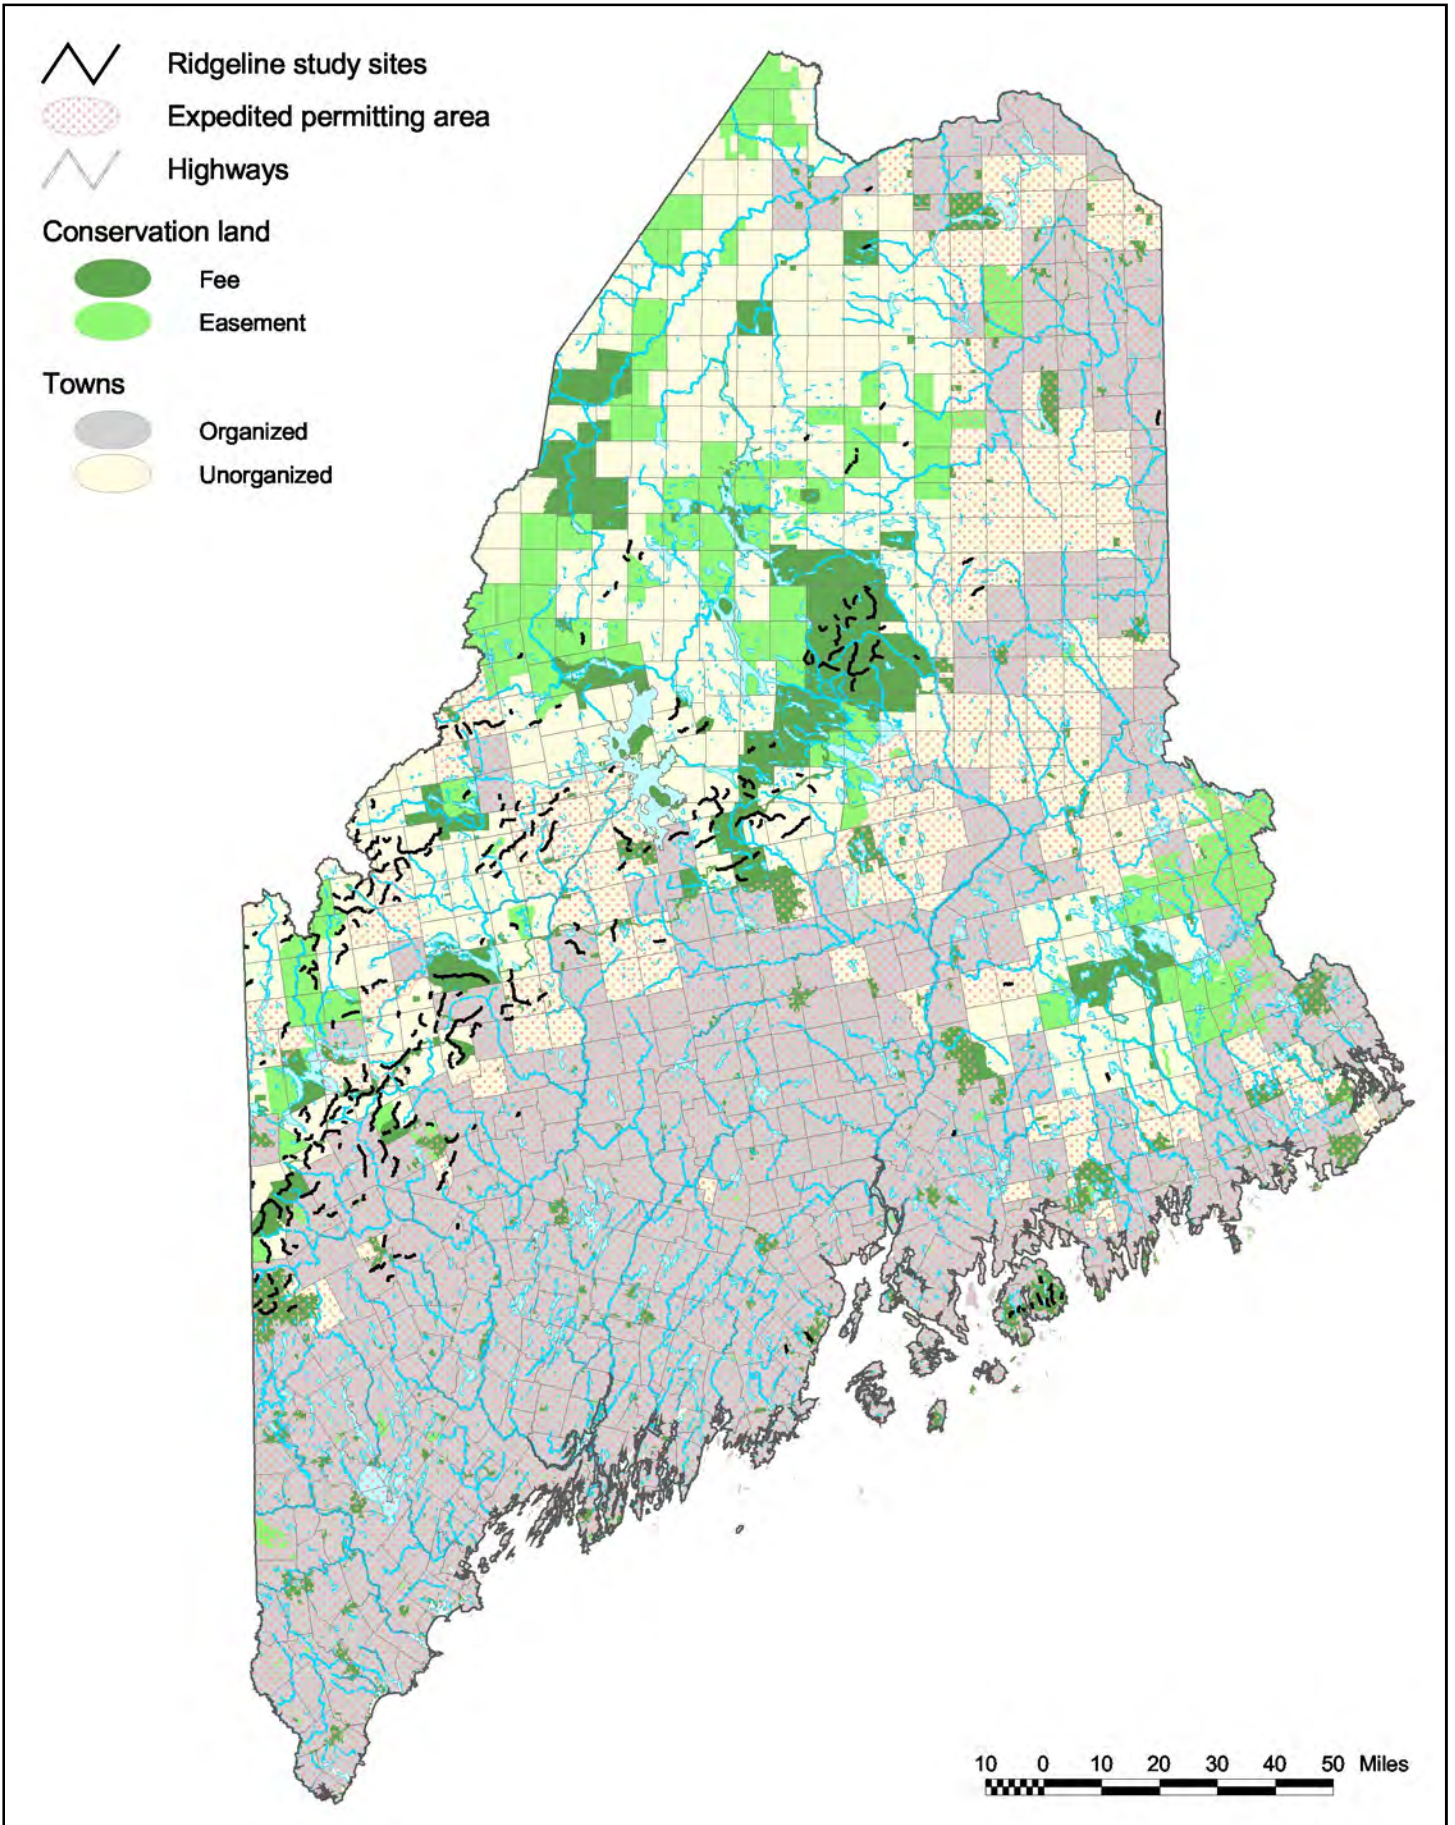 Ridgeline study sites
Expedited permitting area
Highways
Conservation land
Fee
Easement
Towns
Organized
Unorganized
10 0 10 20 30 40 50 Miles